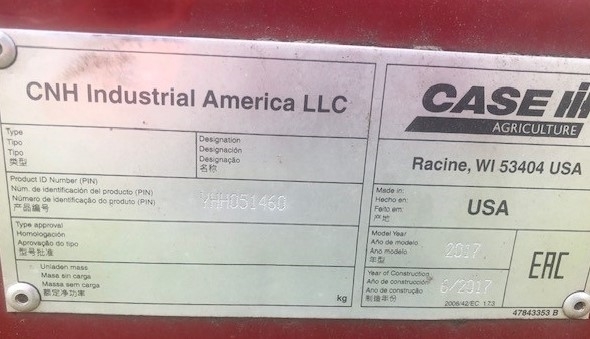 CNH Industrial America LLC
CASE IH
AGRICULTURE
Racine, WI 53404 USA
Type
Tipo
Tipo
类型
Designation
Designación
Designação
名称
Product ID Number (PIN)
Núm. de identificación del producto (PIN)
Número de identificação do produto (PIN)
产品编号
YHH051460
Made in:
Hecho en:
Feito em:
产地
USA
Type approval
Homologación
Aprovação do tipo
型号批准
Model Year
Año de modelo
Ano modelo
年型
2017
Unladen mass
Masa sin carga
Massa sem carga
额定净功率
kg
Year of Construction
Año de construcción
Ano de construção
制造年份
6/2017
EAC
2006/42/EC 1.7.3
47843353 B